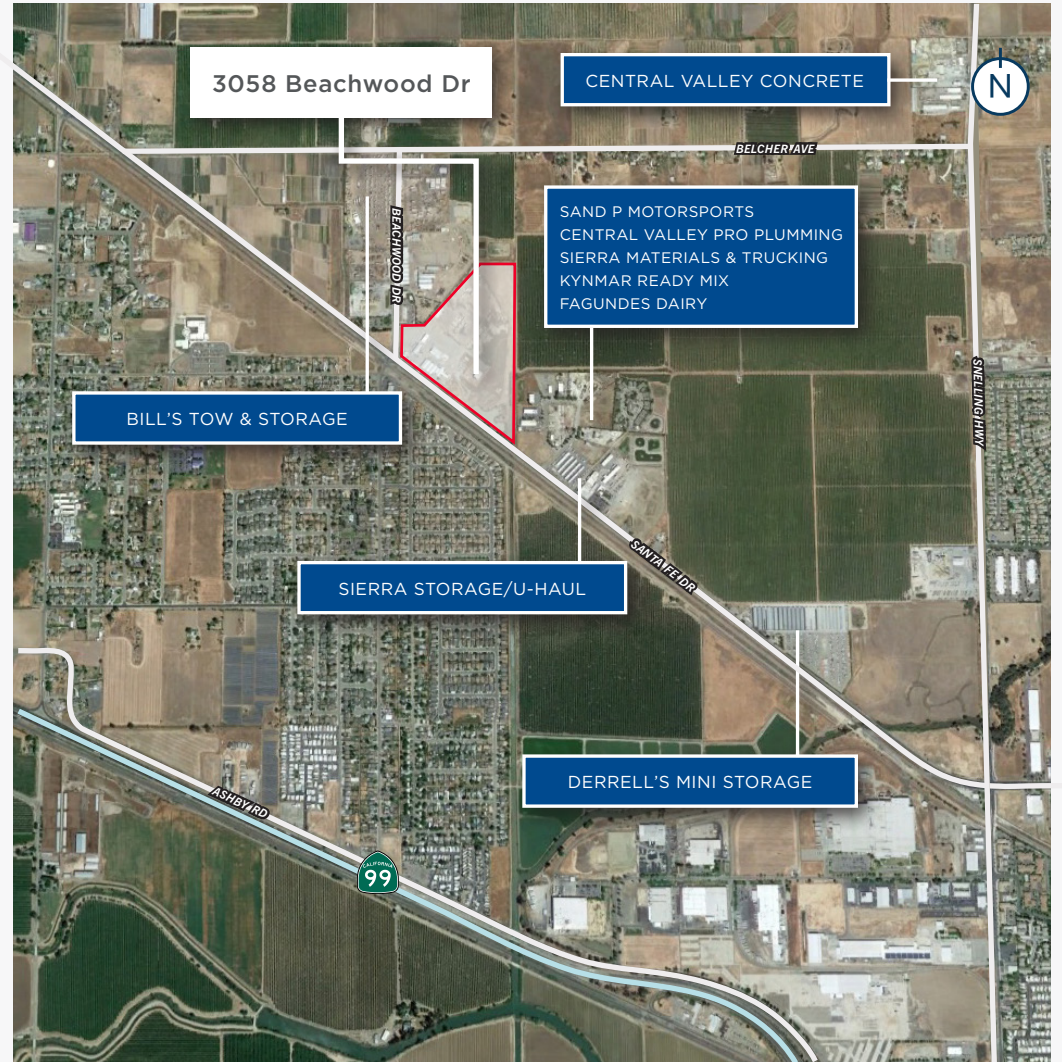 3058 Beachwood Dr
CENTRAL VALLEY CONCRETE
N
BELCHER AVE
BEACHWOOD DR
SAND P MOTORSPORTS
CENTRAL VALLEY PRO PLUMMING
SIERRA MATERIALS & TRUCKING
KYNMAR READY MIX
FAGUNDES DAIRY
SNELLING HWY
BILL'S TOW & STORAGE
SANTA FE DR
SIERRA STORAGE/U-HAUL
DERRELL'S MINI STORAGE
ASHBY RD
CALIFORNIA
99